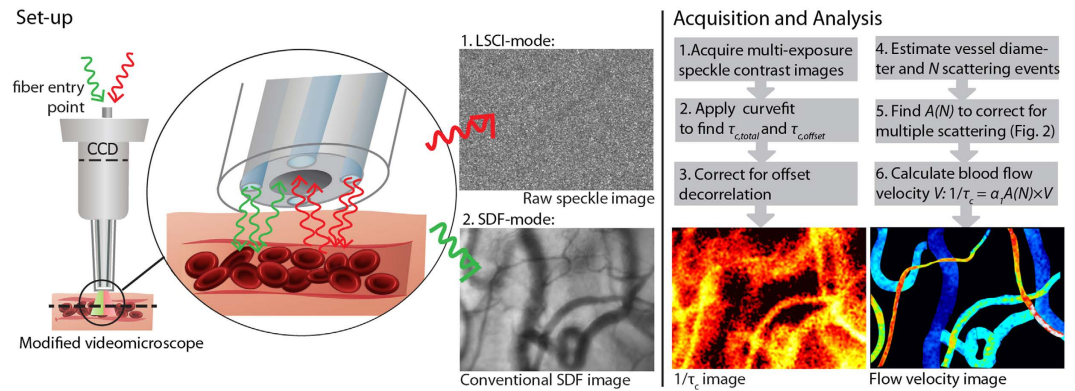 Set-up
fiber entry
point
CCD
Modified videomicroscope
1. LSCI-mode:
Raw speckle image
2. SDF-mode:
Conventional SDF image
Acquisition and Analysis
1.Acquire multi-exposure
speckle contrast images
2. Apply curvefit
to find τc,total and τc,offset
3. Correct for offset
decorrelation
1/τc image
4. Estimate vessel diame-
ter and N scattering events
5. Find A(N) to correct for
multiple scattering (Fig. 2)
6. Calculate blood flow
velocity V: 1/τc = α1A(N)×V
Flow velocity image